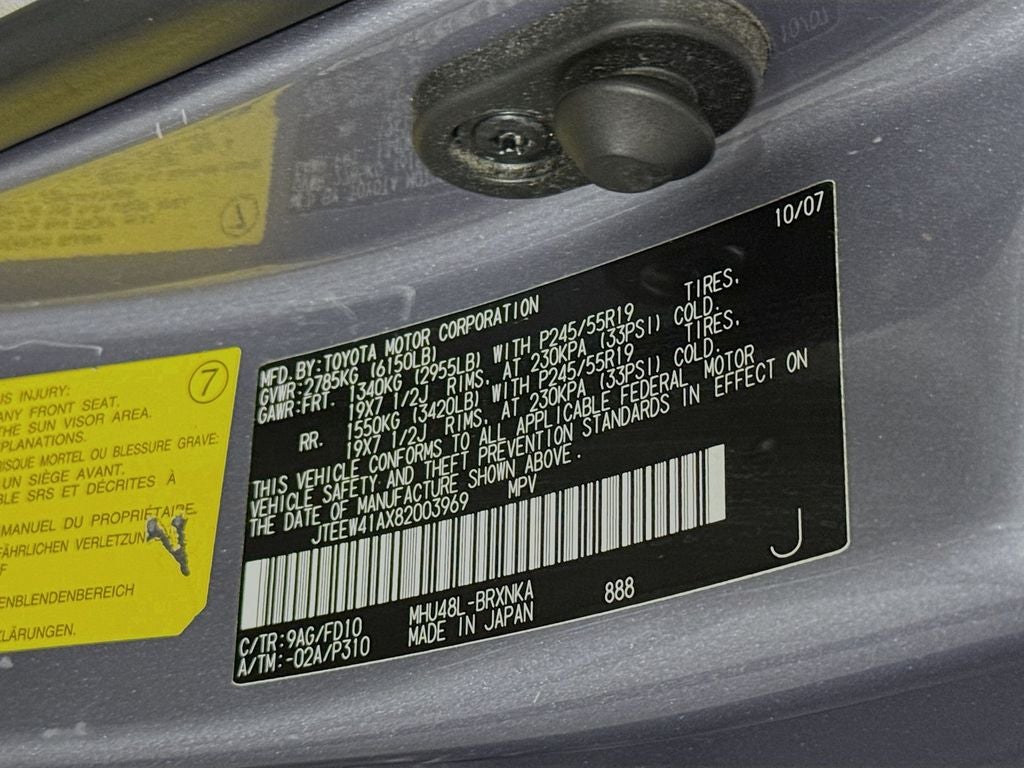 10/07
MFD.BY:TOYOTA MOTOR CORPORATION
GVWR:2785KG (6150LB)
GAWR:FRT. 1340KG (2955LB) WITH P245/55R19 TIRES,
19X7 1/2J RIMS, AT 230KPA (33PSI) COLD.
RR. 1550KG (3420LB) WITH P245/55R19 TIRES,
19X7 1/2J RIMS, AT 230KPA (33PSI) COLD.
THIS VEHICLE CONFORMS TO ALL APPLICABLE FEDERAL MOTOR
VEHICLE SAFETY AND THEFT PREVENTION STANDARDS IN EFFECT ON
THE DATE OF MANUFACTURE SHOWN ABOVE.
JTEEW41AX82003969 MPV
J
C/TR:9AG/FD10 MHU48L-BRXNKA 888
A/TM:-02A/P310 MADE IN JAPAN
7
US INJURY:
ANY FRONT SEAT.
THE SUN VISOR AREA.
PLANATIONS.
RISQUE MORTEL OU BLESSURE GRAVE:
UN SIÈGE AVANT.
BLE SRS ET DÉCRITES À
MANUEL DU PROPRIÉTAIRE.
FÄHRLICHEN VERLETZUN
F
ENBLENDENBEREICH
KLÄRUNGEN.